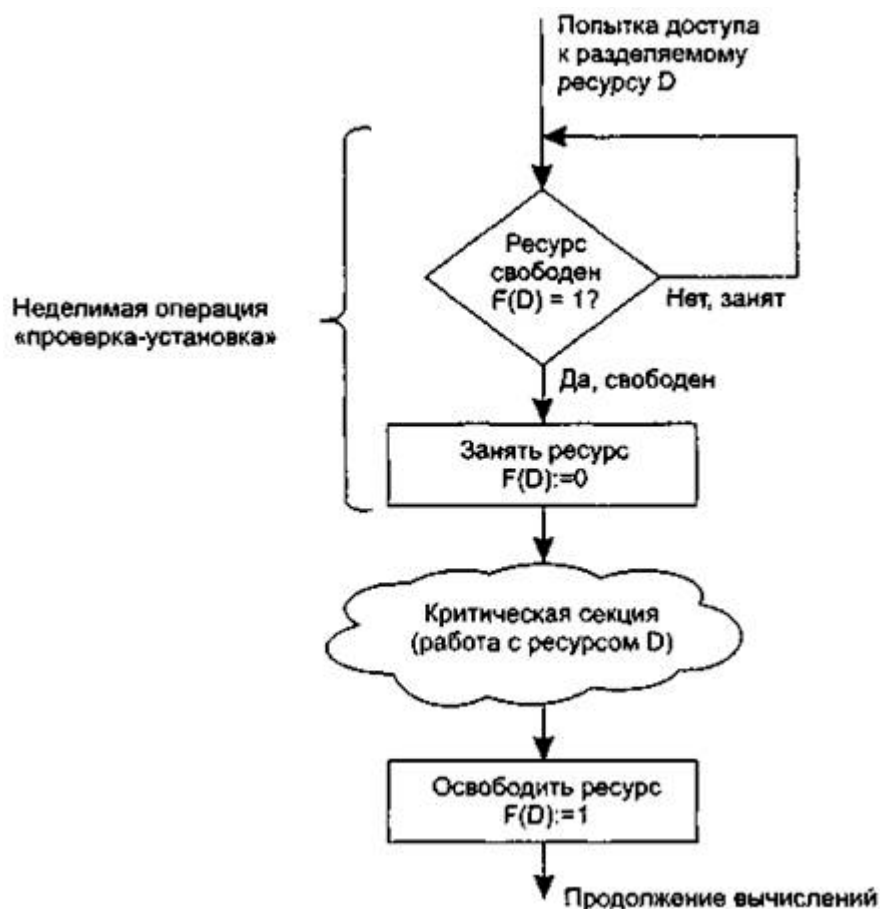 Попытка доступа
к разделяемому
ресурсу D
Ресурс
свободен
F(D) = 1?
Нет, занят
Неделимая операция
«проверка-установка»
Да, свободен
Занять ресурс
F(D):=0
Критическая секция
(работа с ресурсом D)
Освободить ресурс
F(D):=1
Продолжение вычислений